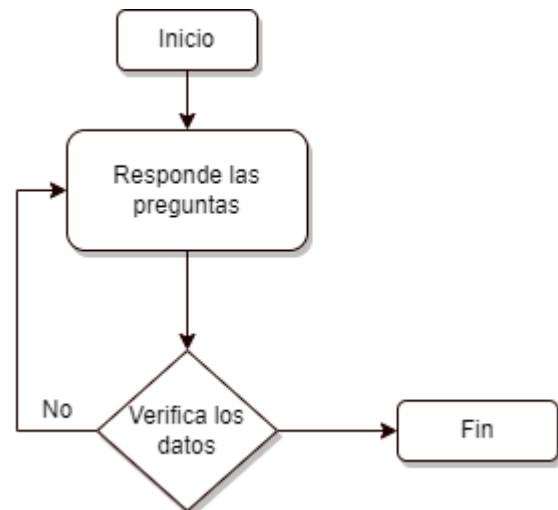 Inicio
Responde las
preguntas
No
Verifica los
datos
Fin